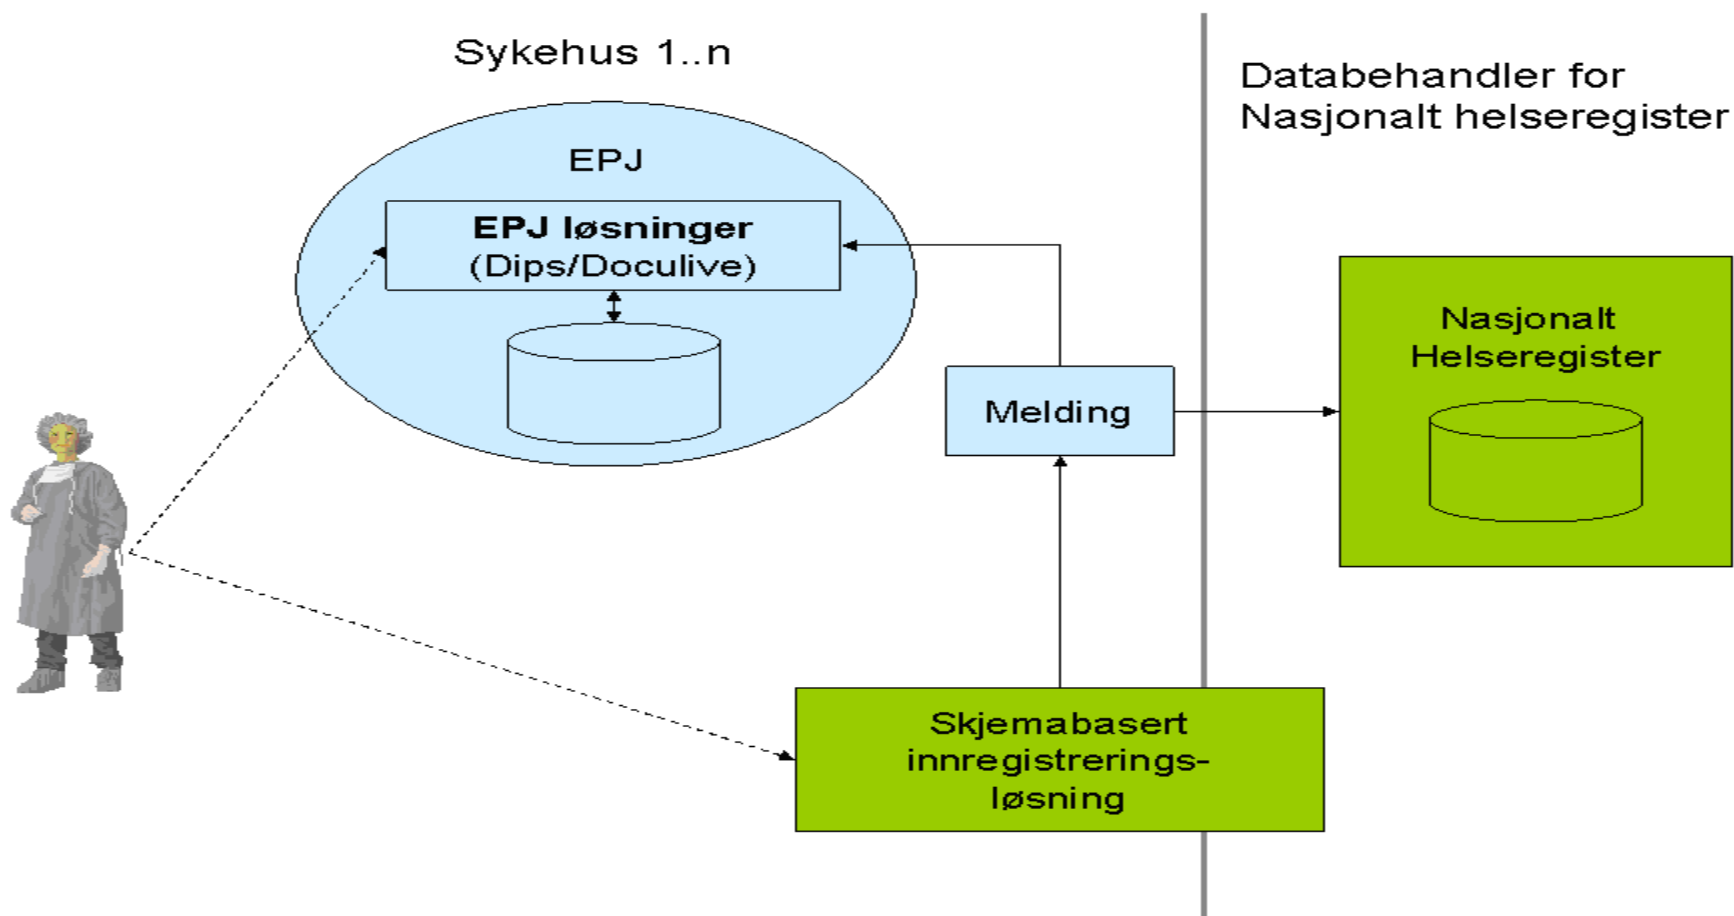 Sykehus 1..n
Databehandler for
Nasjonalt helseregister
EPJ
EPJ løsninger
(Dips/Doculive)
Nasjonalt
Helseregister
Melding
Skjemabasert
innregistrerings-
løsning